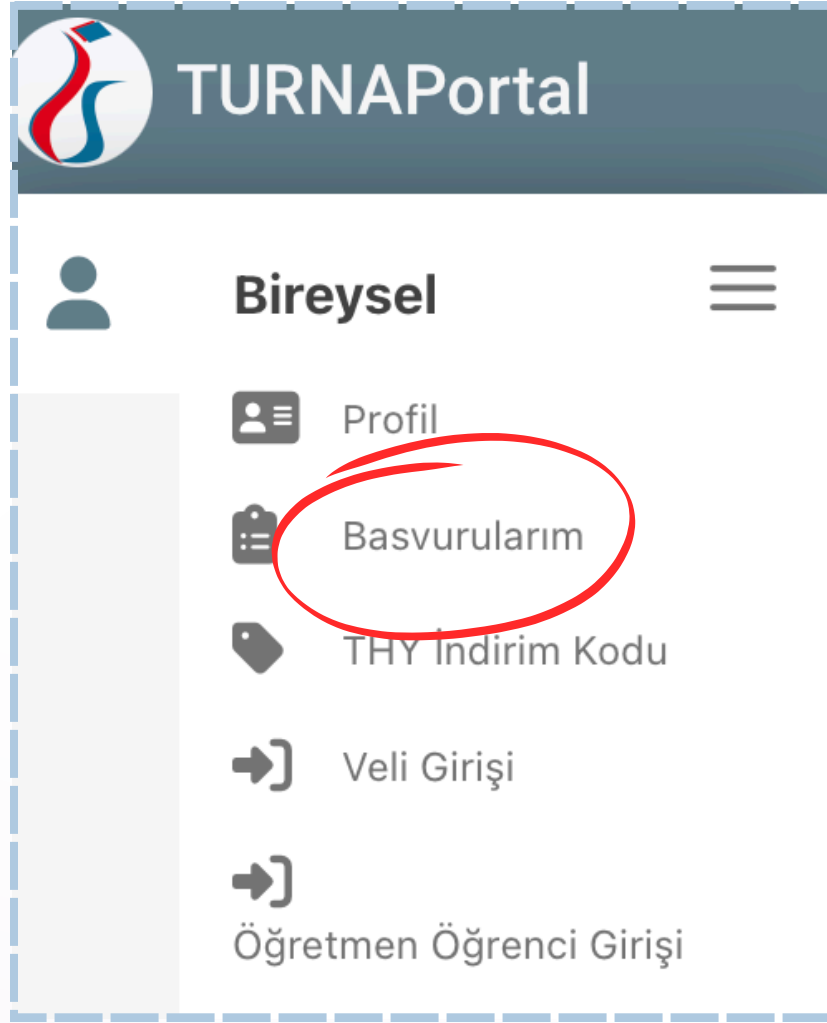 TURNAPortal
Bireysel
Profil
Basvurularım
THY İndirim Kodu
Veli Girişi
Öğretmen Öğrenci Girişi